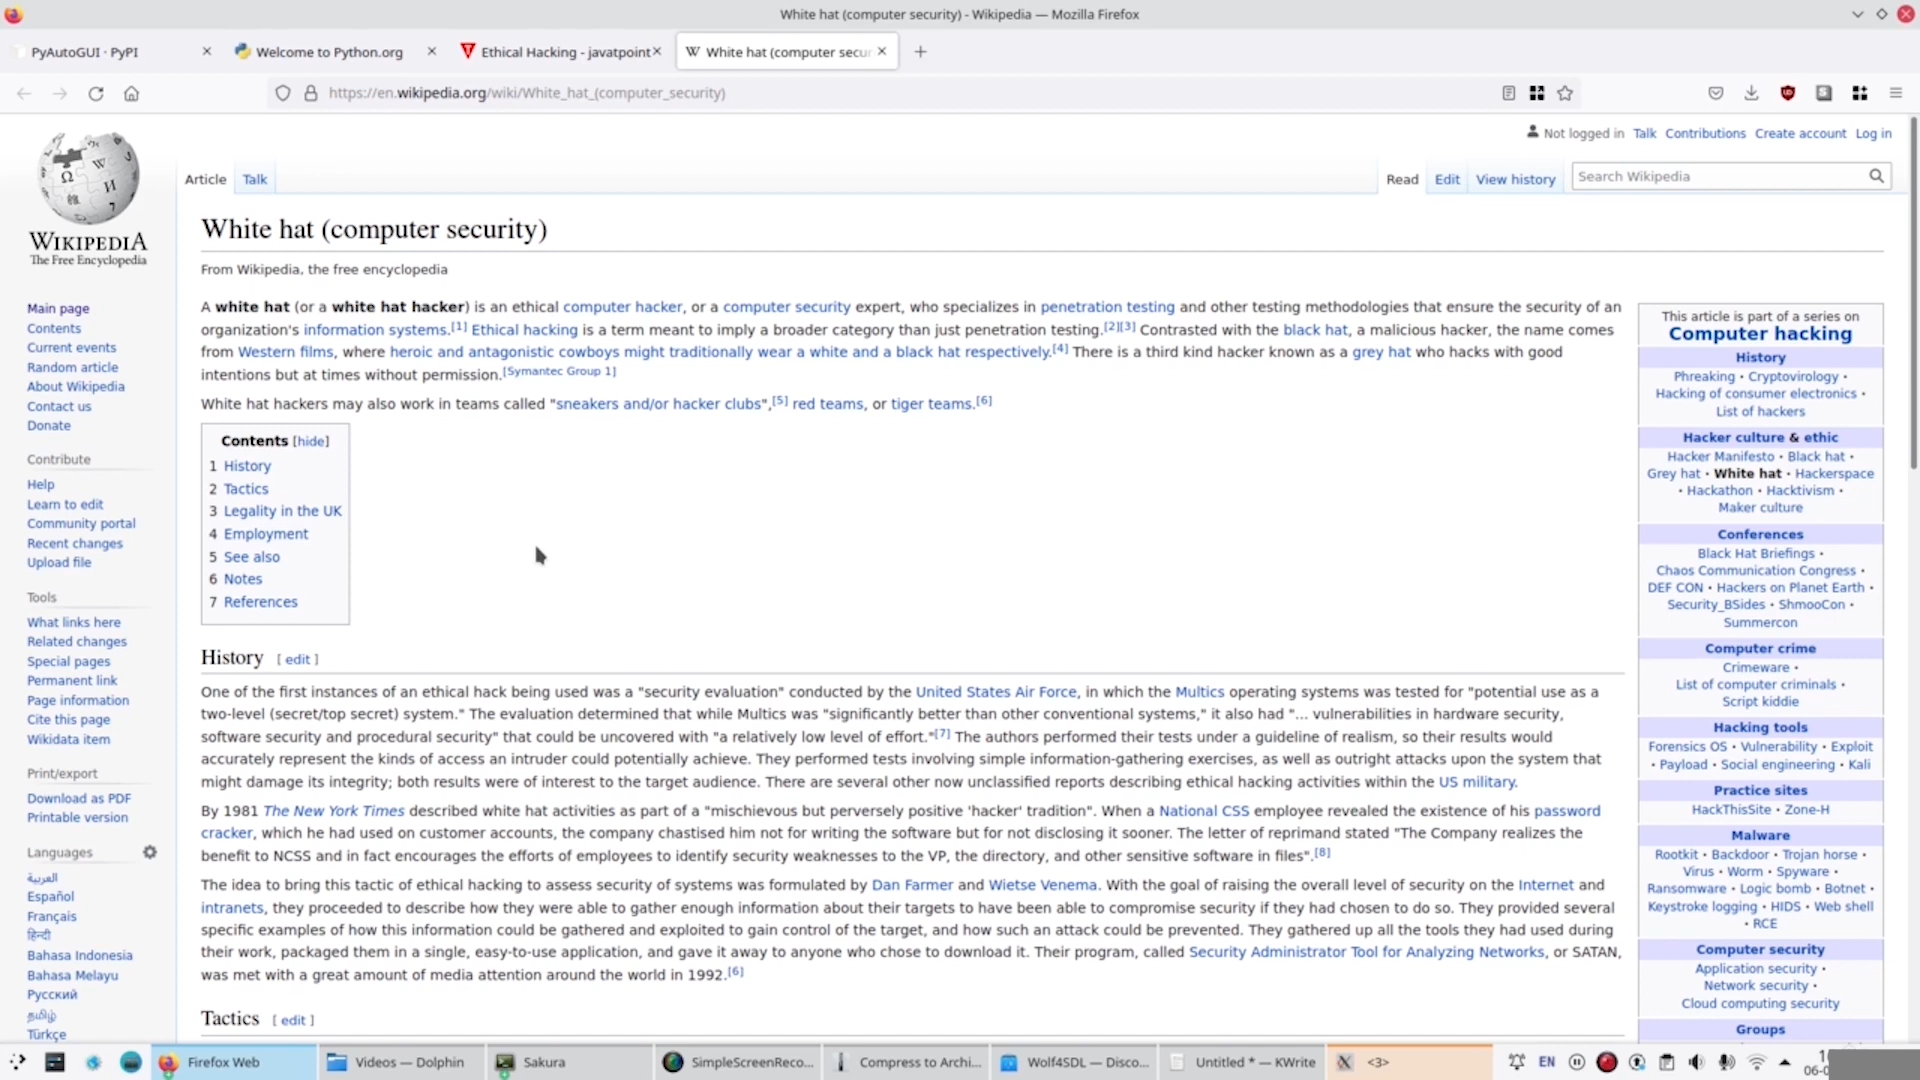 White hat (computer security) - Wikipedia — Mozilla Firefox
PyAutoGUI · PyPI
Welcome to Python.org
Ethical Hacking - javatpoint
White hat (computer secur
https://en.wikipedia.org/wiki/White_hat_(computer_security)
Not logged in Talk Contributions Create account Log in
Article Talk
Read Edit View history
Search Wikipedia
WIKIPEDIA
The Free Encyclopedia
Main page
Contents
Current events
Random article
About Wikipedia
Contact us
Donate
Contribute
Help
Learn to edit
Community portal
Recent changes
Upload file
Tools
What links here
Related changes
Special pages
Permanent link
Page information
Cite this page
Wikidata item
Print/export
Download as PDF
Printable version
Languages
العربية
Español
Français
हिन्दी
Bahasa Indonesia
Bahasa Melayu
Русский
தமிழ்
Türkçe
White hat (computer security)
From Wikipedia, the free encyclopedia
A white hat (or a white hat hacker) is an ethical computer hacker, or a computer security expert, who specializes in penetration testing and other testing methodologies that ensure the security of an
organization's information systems.[1] Ethical hacking is a term meant to imply a broader category than just penetration testing.[2][3] Contrasted with the black hat, a malicious hacker, the name comes
from Western films, where heroic and antagonistic cowboys might traditionally wear a white and a black hat respectively.[4] There is a third kind hacker known as a grey hat who hacks with good
intentions but at times without permission.[Symantec Group 1]
White hat hackers may also work in teams called "sneakers and/or hacker clubs",[5] red teams, or tiger teams.[6]
Contents [hide]
1 History
2 Tactics
3 Legality in the UK
4 Employment
5 See also
6 Notes
7 References
History [ edit ]
One of the first instances of an ethical hack being used was a "security evaluation" conducted by the United States Air Force, in which the Multics operating systems was tested for "potential use as a
two-level (secret/top secret) system." The evaluation determined that while Multics was "significantly better than other conventional systems," it also had "... vulnerabilities in hardware security,
software security and procedural security" that could be uncovered with "a relatively low level of effort."[7] The authors performed their tests under a guideline of realism, so their results would
accurately represent the kinds of access an intruder could potentially achieve. They performed tests involving simple information-gathering exercises, as well as outright attacks upon the system that
might damage its integrity; both results were of interest to the target audience. There are several other now unclassified reports describing ethical hacking activities within the US military.
By 1981 The New York Times described white hat activities as part of a "mischievous but perversely positive 'hacker' tradition". When a National CSS employee revealed the existence of his password
cracker, which he had used on customer accounts, the company chastised him not for writing the software but for not disclosing it sooner. The letter of reprimand stated "The Company realizes the
benefit to NCSS and in fact encourages the efforts of employees to identify security weaknesses to the VP, the directory, and other sensitive software in files".[8]
The idea to bring this tactic of ethical hacking to assess security of systems was formulated by Dan Farmer and Wietse Venema. With the goal of raising the overall level of security on the Internet and
intranets, they proceeded to describe how they were able to gather enough information about their targets to have been able to compromise security if they had chosen to do so. They provided several
specific examples of how this information could be gathered and exploited to gain control of the target, and how such an attack could be prevented. They gathered up all the tools they had used during
their work, packaged them in a single, easy-to-use application, and gave it away to anyone who chose to download it. Their program, called Security Administrator Tool for Analyzing Networks, or SATAN,
was met with a great amount of media attention around the world in 1992.[6]
Tactics [ edit ]
This article is part of a series on
Computer hacking
History
Phreaking • Cryptovirology •
Hacking of consumer electronics •
List of hackers
Hacker culture & ethic
Hacker Manifesto • Black hat •
Grey hat • White hat • Hackerspace
• Hackathon • Hacktivism •
Maker culture
Conferences
Black Hat Briefings •
Chaos Communication Congress •
DEF CON • Hackers on Planet Earth •
Security_BSides • ShmooCon •
Summercon
Computer crime
Crimeware •
List of computer criminals •
Script kiddie
Hacking tools
Forensics OS • Vulnerability • Exploit
• Payload • Social engineering • Kali
Practice sites
HackThisSite • Zone-H
Malware
Rootkit • Backdoor • Trojan horse •
Virus • Worm • Spyware •
Ransomware • Logic bomb • Botnet •
Keystroke logging • HIDS • Web shell
• RCE
Computer security
Application security •
Network security •
Cloud computing security
Groups
Firefox Web
Videos — Dolphin
Sakura
SimpleScreenReco...
Compress to Archi...
Wolf4SDL — Disco...
Untitled * — KWrite
<3>
EN